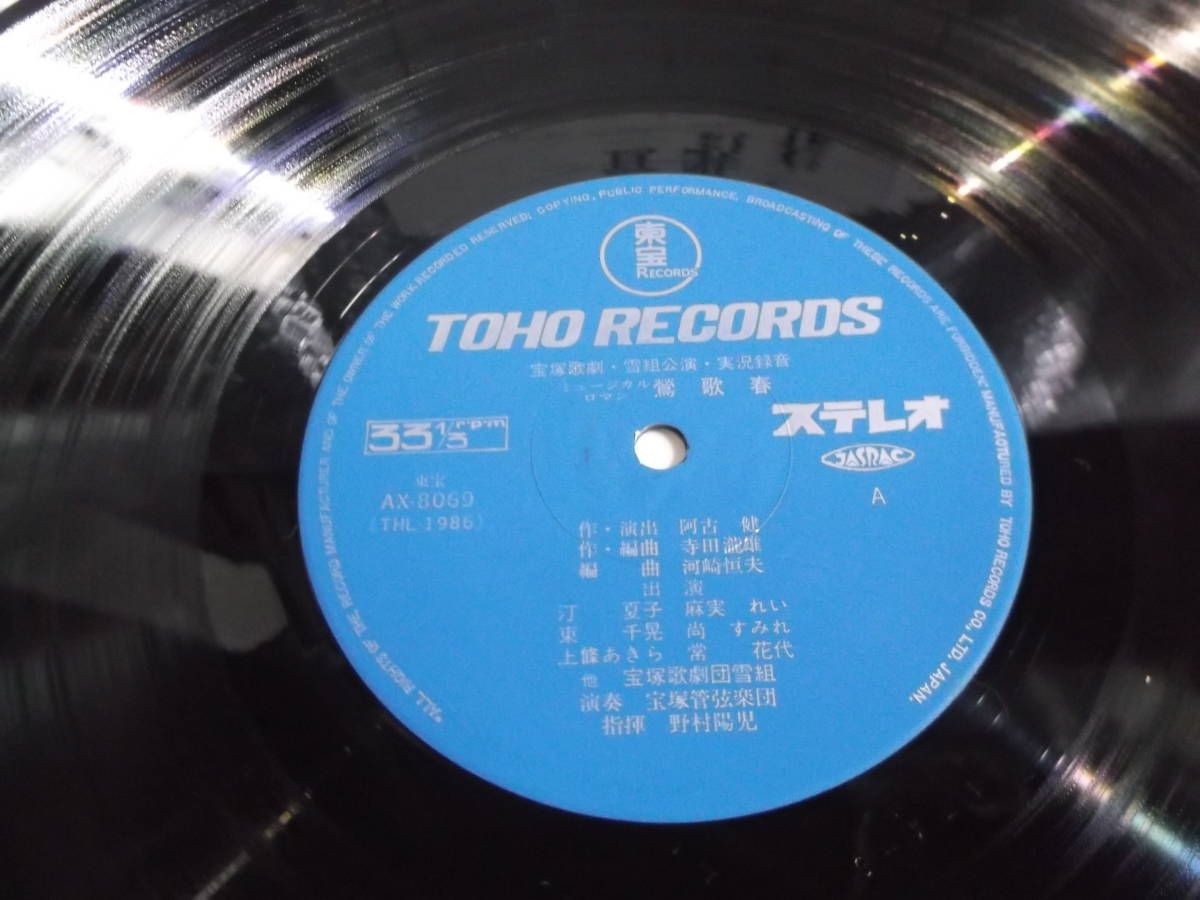 東宝
RECORDS
TOHO RECORDS
宝塚歌劇・雪組公演・実況録音
ミュージカル
ロマン
鶯歌春
33 1/3 rpm
ステレオ
JASRAC
東宝
AX-8069
(THL-1986)
A
作・演出 阿古 健
作・編曲 寺田瀧雄
編 曲 河崎恒夫
出 演
汀 夏子 麻実 れい
東 千晃 尚 すみれ
上條あきら 常 花代
他 宝塚歌劇団雪組
演奏 宝塚管弦楽団
指揮 野村陽児
"ALL RIGHTS OF THE RECORD MANUFACTURER AND OF THE OWNER OF THE WORK RECORDED RESERVED; COPYING, PUBLIC PERFORMANCE, BROADCASTING OF THESE RECORDS ARE FORBIDDEN" MANUFACTURED BY TOHO RECORDS CO., LTD. JAPAN.